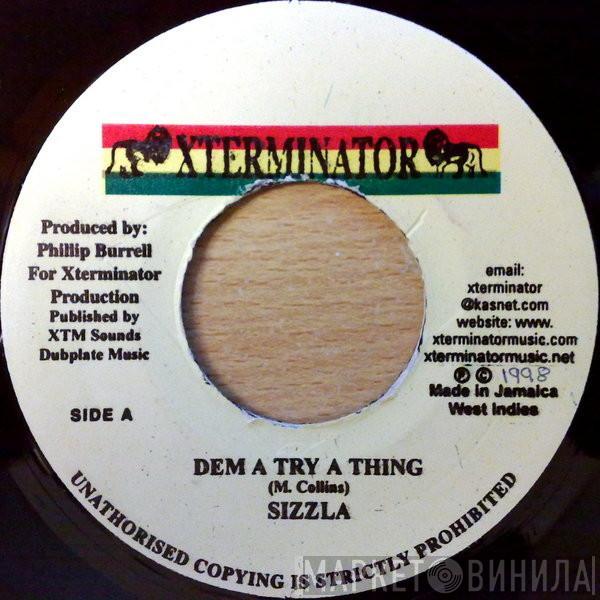 XTERMINATOR
Produced by:
Phillip Burrell
For Xterminator
Production
Published by
XTM Sounds
Dubplate Music
SIDE A
email:
xterminator
@kasnet.com
website: www.
xterminatormusic.com
xterminatormusic.net
℗ © 1998
Made in Jamaica
West Indies
DEM A TRY A THING
(M. Collins)
SIZZLA
UNATHORISED COPYING IS STRICTLY PROHIBITED
МАРКЕТ ВИНИЛА